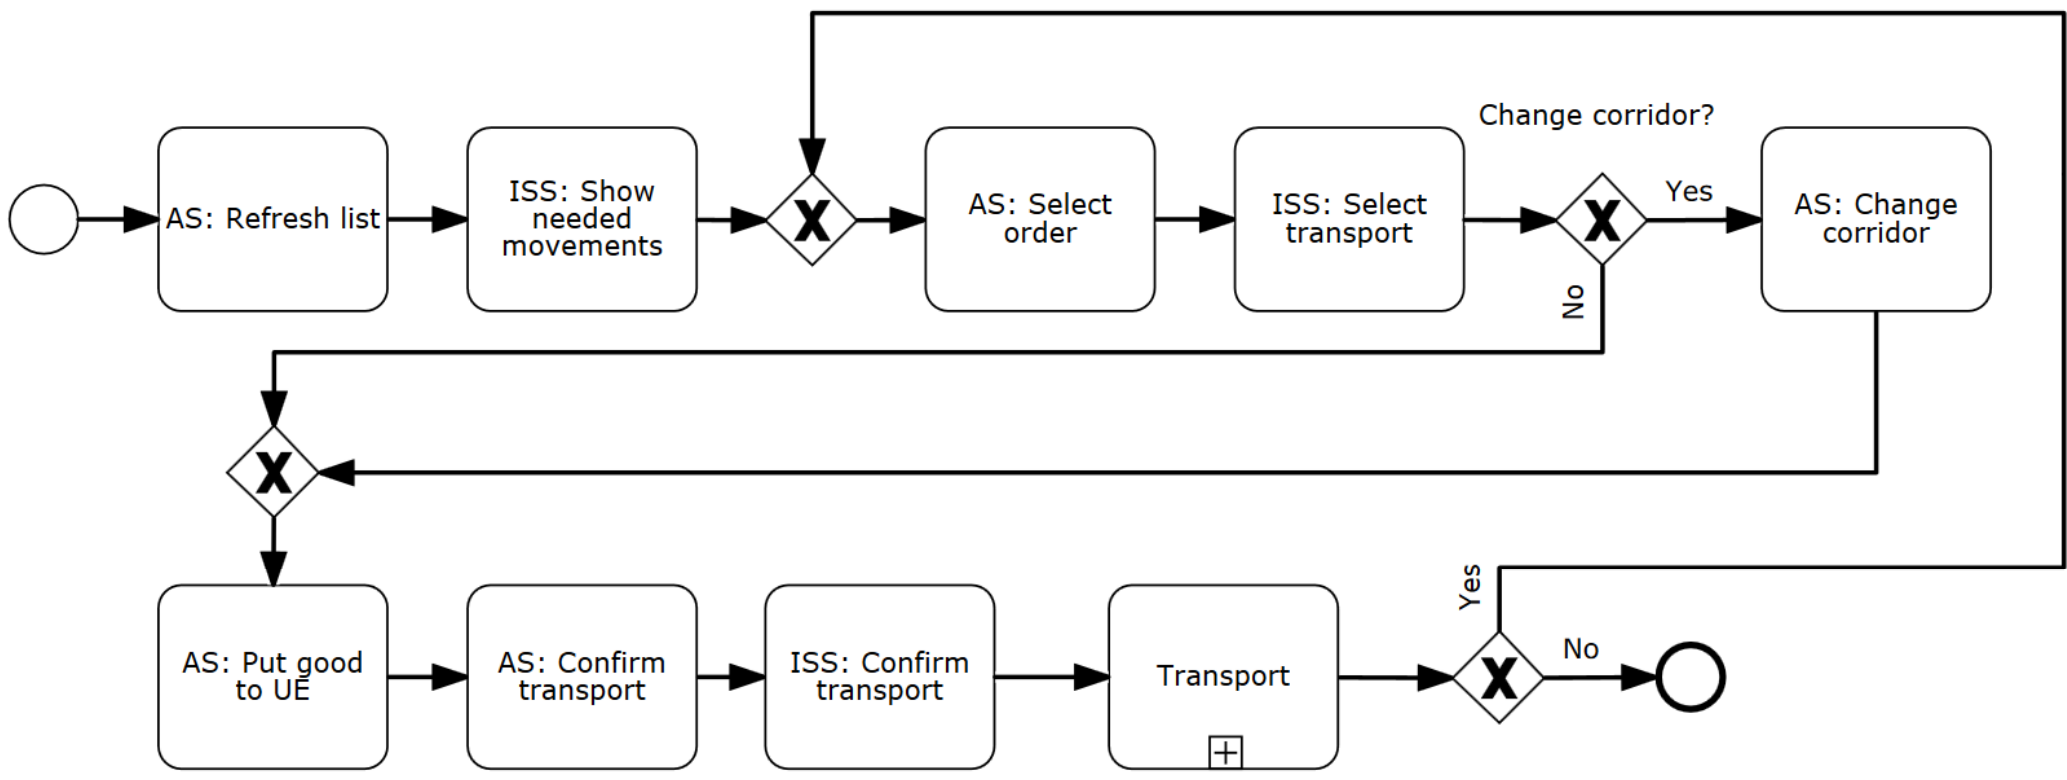 Change corridor?
AS: Refresh list
ISS: Show
needed
movements
X
AS: Select
order
ISS: Select
transport
X
Yes
AS: Change
corridor
No
X
AS: Put good
to UE
AS: Confirm
transport
ISS: Confirm
transport
Transport
Yes
X
No